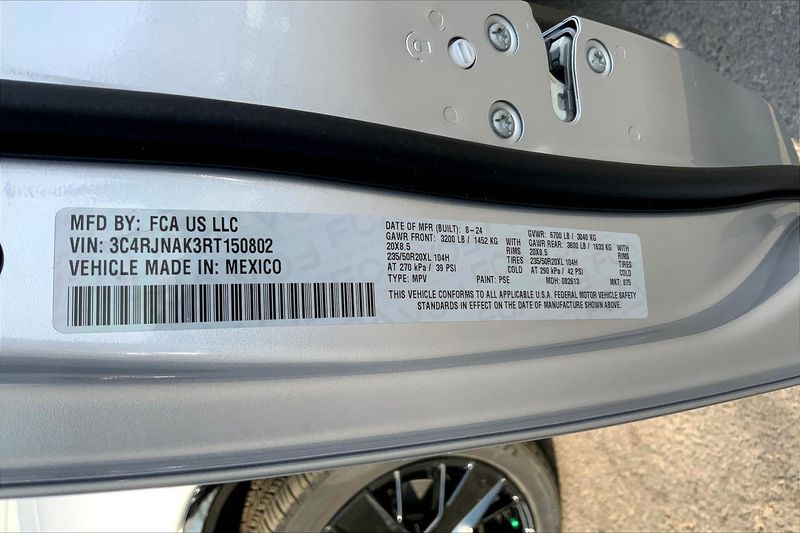 MFD BY: FCA US LLC
VIN: 3C4RJNAK3RT150802
VEHICLE MADE IN: MEXICO
DATE OF MFR (BUILT): 8-24 GVWR: 6700 LB / 3040 KG
GAWR FRONT: 3200 LB / 1452 KG WITH GAWR REAR: 3600 LB / 1633 KG WITH
20X8.5 RIMS 20X8.5 RIMS
235/50R20XL 104H TIRES 235/50R20XL 104H TIRES
AT 270 kPa / 39 PSI COLD AT 290 kPa / 42 PSI COLD
TYPE: MPV PAINT: PSE MDH: 082613 MKT: 875
THIS VEHICLE CONFORMS TO ALL APPLICABLE U.S.A. FEDERAL MOTOR VEHICLE SAFETY
STANDARDS IN EFFECT ON THE DATE OF MANUFACTURE SHOWN ABOVE.